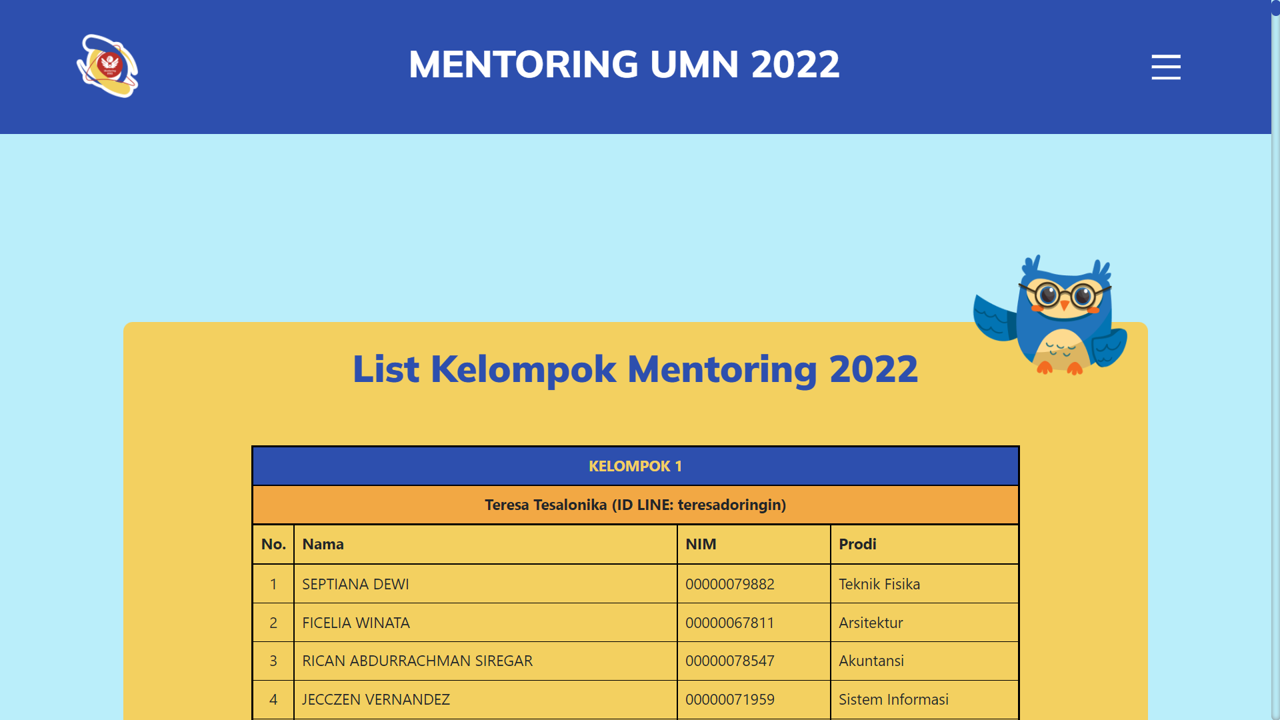 MENTORING UMN 2022
List Kelompok Mentoring 2022
KELOMPOK 1
Teresa Tesalonika (ID LINE: teresadoringin)
No. Nama NIM Prodi
1 SEPTIANA DEWI 00000079882 Teknik Fisika
2 FICELIA WINATA 00000067811 Arsitektur
3 RICAN ABDURRACHMAN SIREGAR 00000078547 Akuntansi
4 JECCZEN VERNANDEZ 00000071959 Sistem Informasi